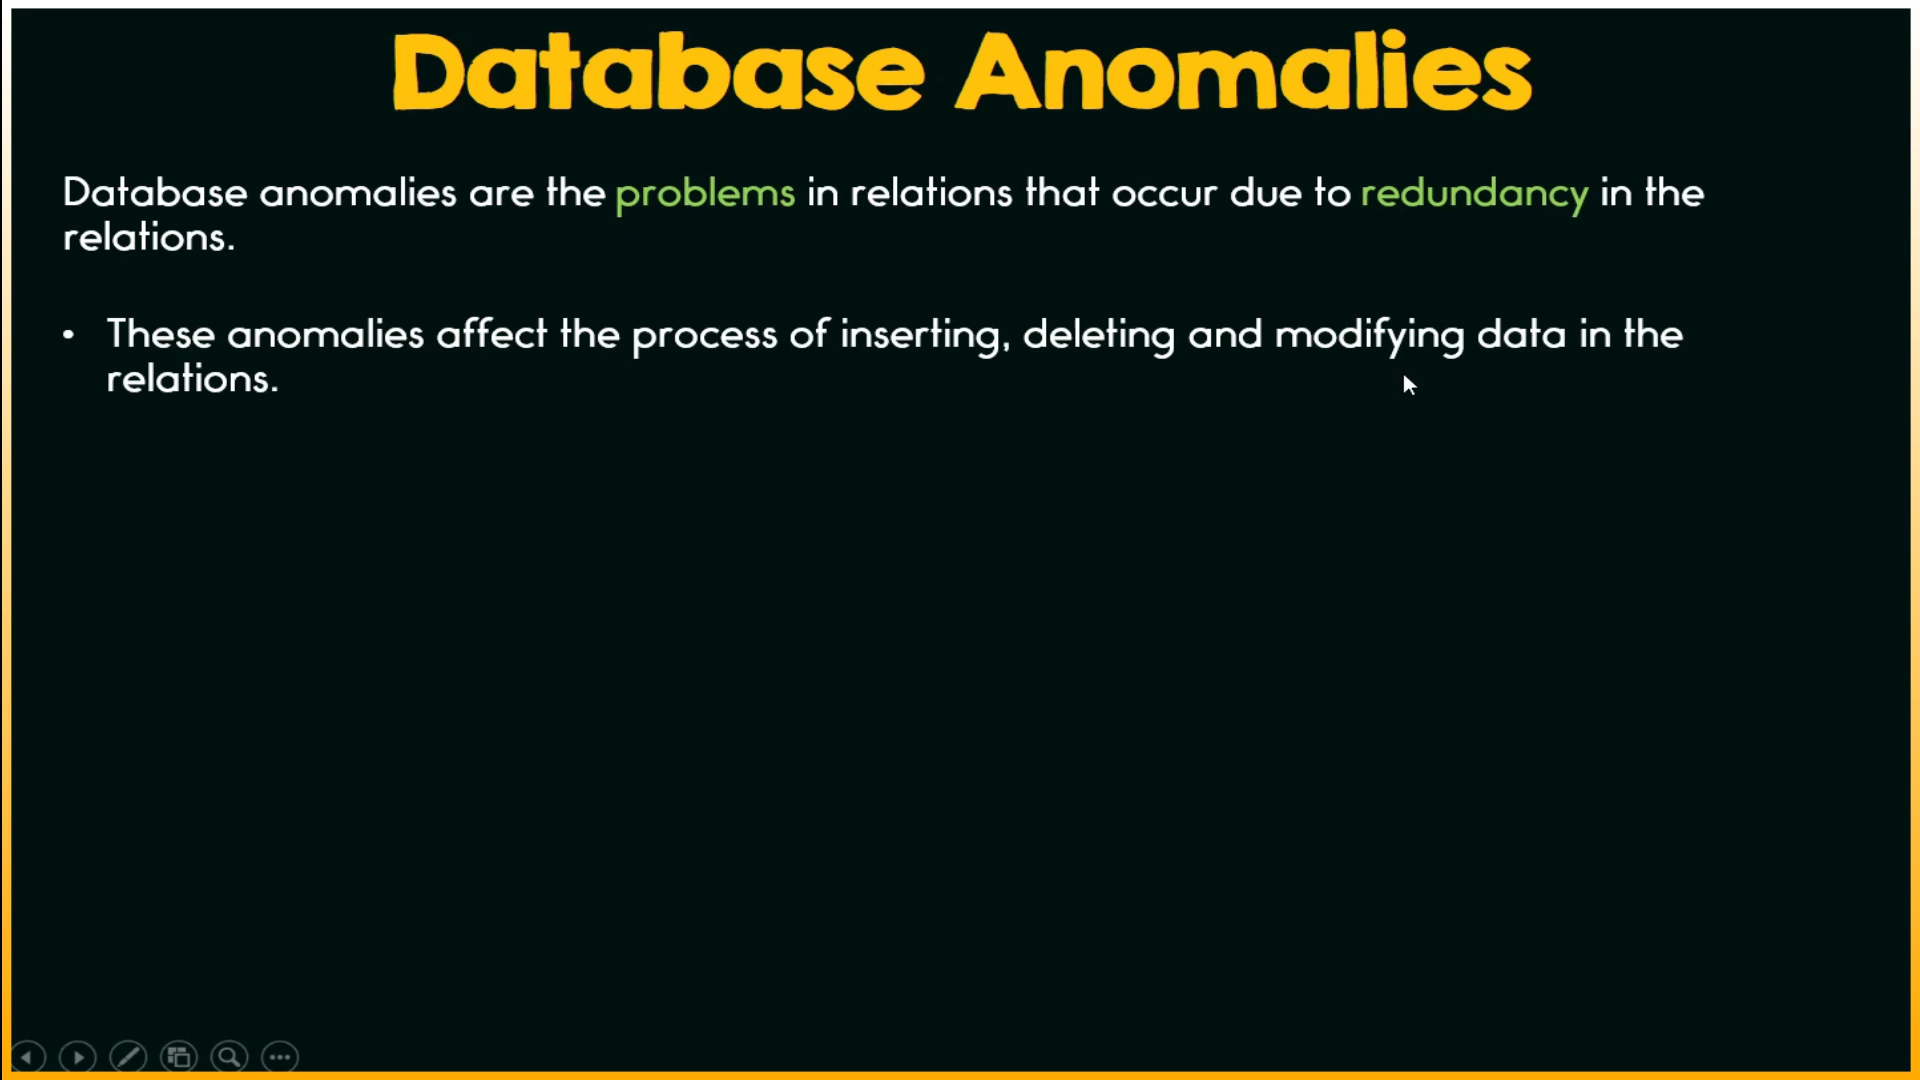 Database Anomalies
Database anomalies are the problems in relations that occur due to redundancy in the
relations.
• These anomalies affect the process of inserting, deleting and modifying data in the
relations.